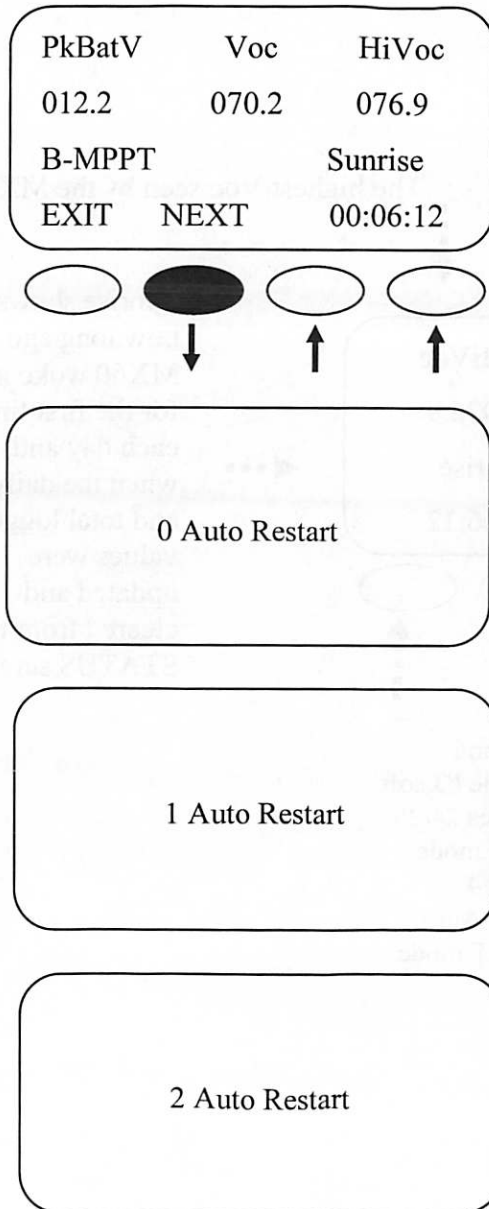 PkBatV Voc HiVoc
012.2 070.2 076.9
B-MPPT Sunrise
EXIT NEXT 00:06:12
0 Auto Restart
1 Auto Restart
2 Auto Restart